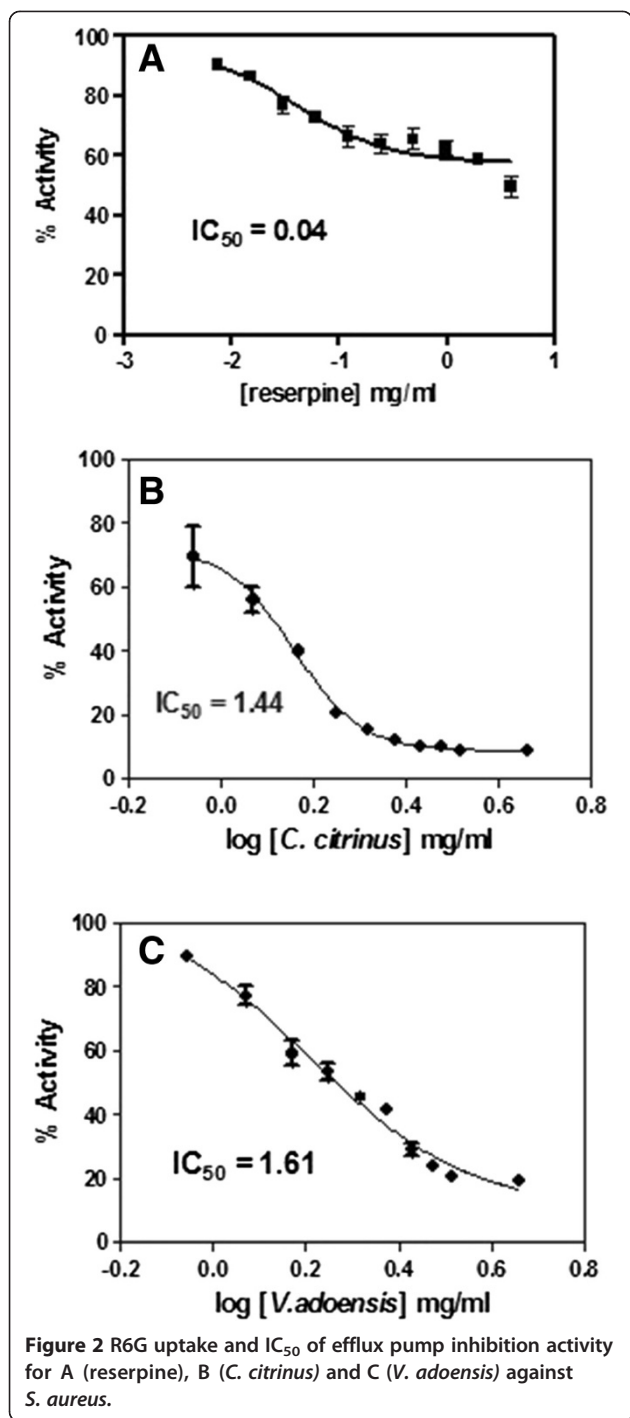 A
100
80
60
40
20
0
% Activity
IC50 = 0.04
-3 -2 -1 0 1
[reserpine] mg/ml
B
100
80
60
40
20
0
% Activity
IC50 = 1.44
-0.2 0.0 0.2 0.4 0.6 0.8
log [C. citrinus] mg/ml
C
100
80
60
40
20
0
% Activity
IC50 = 1.61
-0.2 0.0 0.2 0.4 0.6 0.8
log [V.adoensis] mg/ml
Figure 2 R6G uptake and IC50 of efflux pump inhibition activity
for A (reserpine), B (C. citrinus) and C (V. adoensis) against
S. aureus.